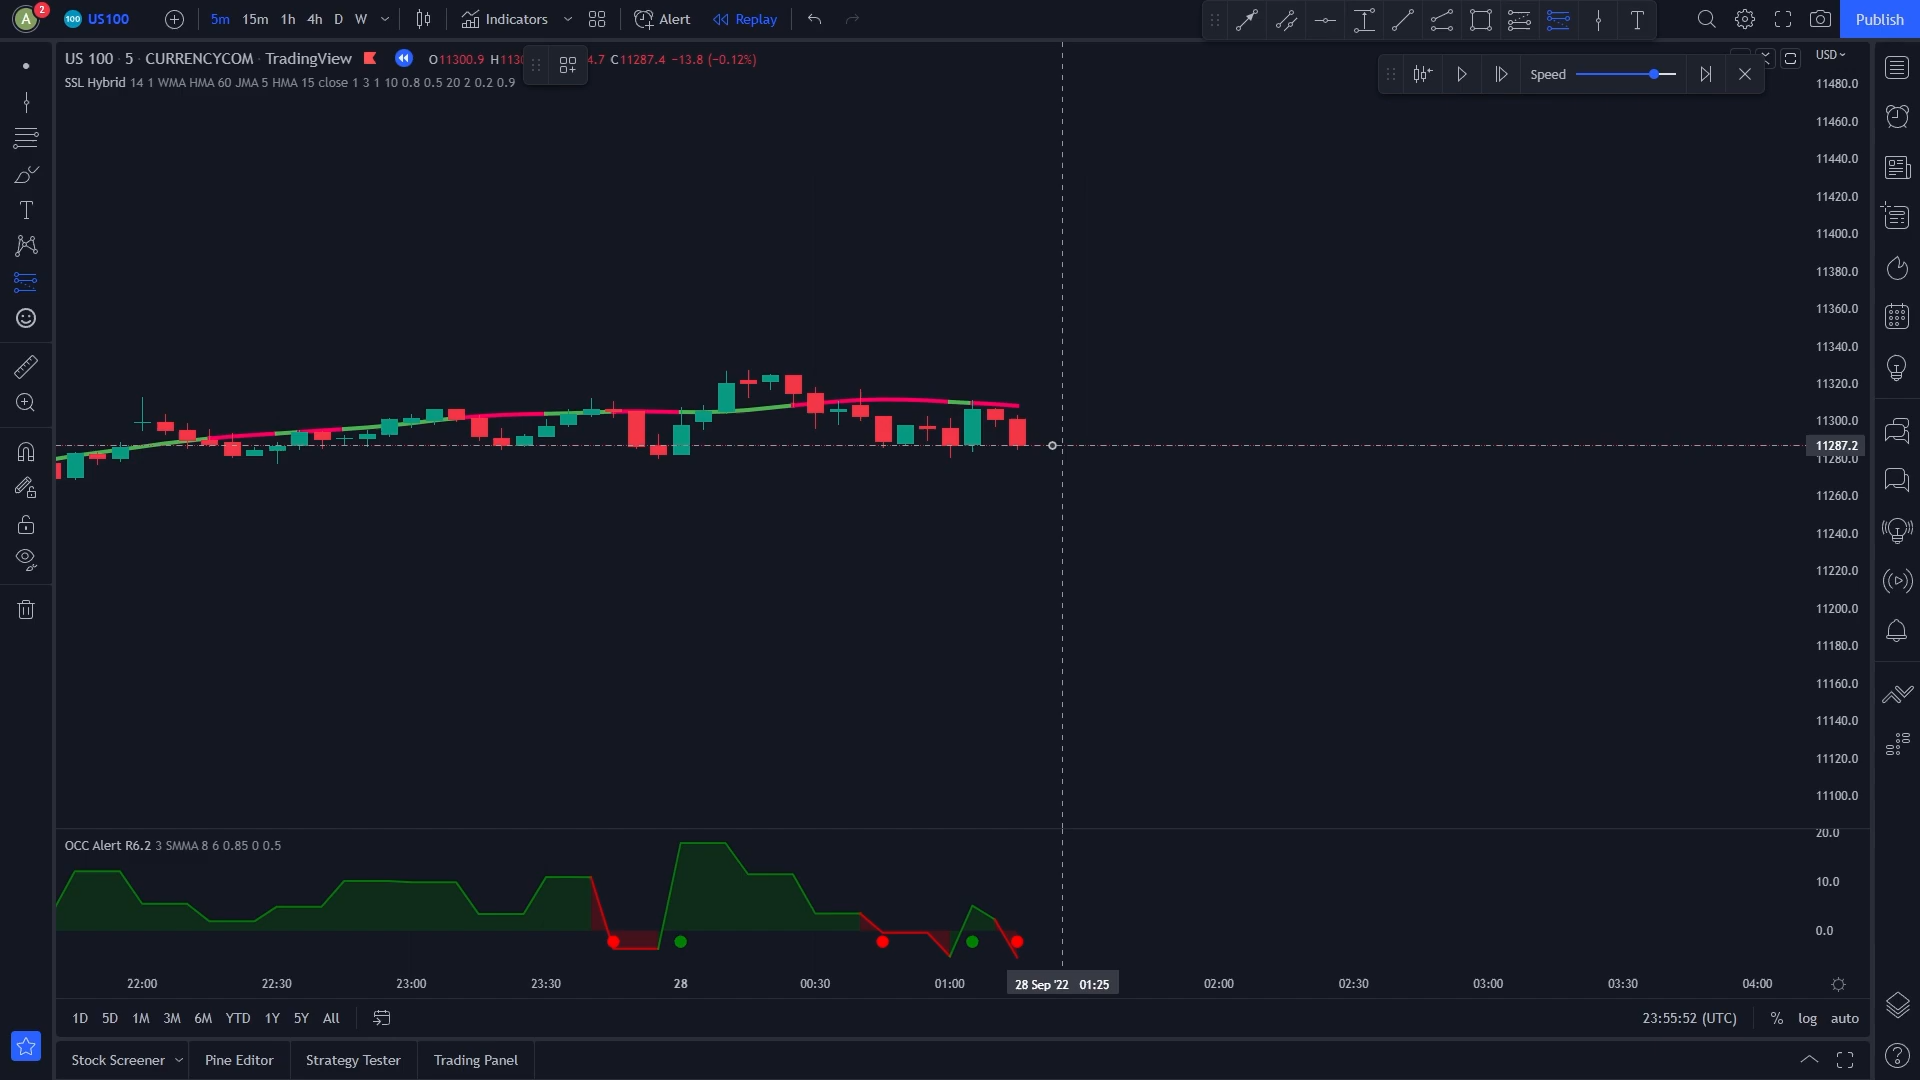 A 2 100 US100 5m 15m 1h 4h D W Indicators Alert Replay Publish
US 100 · 5 · CURRENCYCOM · TradingView O11300.9 H1130 4.7 C11287.4 −13.8 (−0.12%)
SSL Hybrid 14 1 WMA HMA 60 JMA 5 HMA 15 close 1 3 1 10 0.8 0.5 20 2 0.2 0.9
Speed
USD
11480.0
11460.0
11440.0
11420.0
11400.0
11380.0
11360.0
11340.0
11320.0
11300.0
11287.2
11280.0
11260.0
11240.0
11220.0
11200.0
11180.0
11160.0
11140.0
11120.0
11100.0
OCC Alert R6.2 3 SMMA 8 6 0.85 0 0.5
20.0
10.0
0.0
22:00 22:30 23:00 23:30 28 00:30 01:00 28 Sep '22 01:25 02:00 02:30 03:00 03:30 04:00
1D 5D 1M 3M 6M YTD 1Y 5Y All 23:55:52 (UTC) % log auto
Stock Screener Pine Editor Strategy Tester Trading Panel